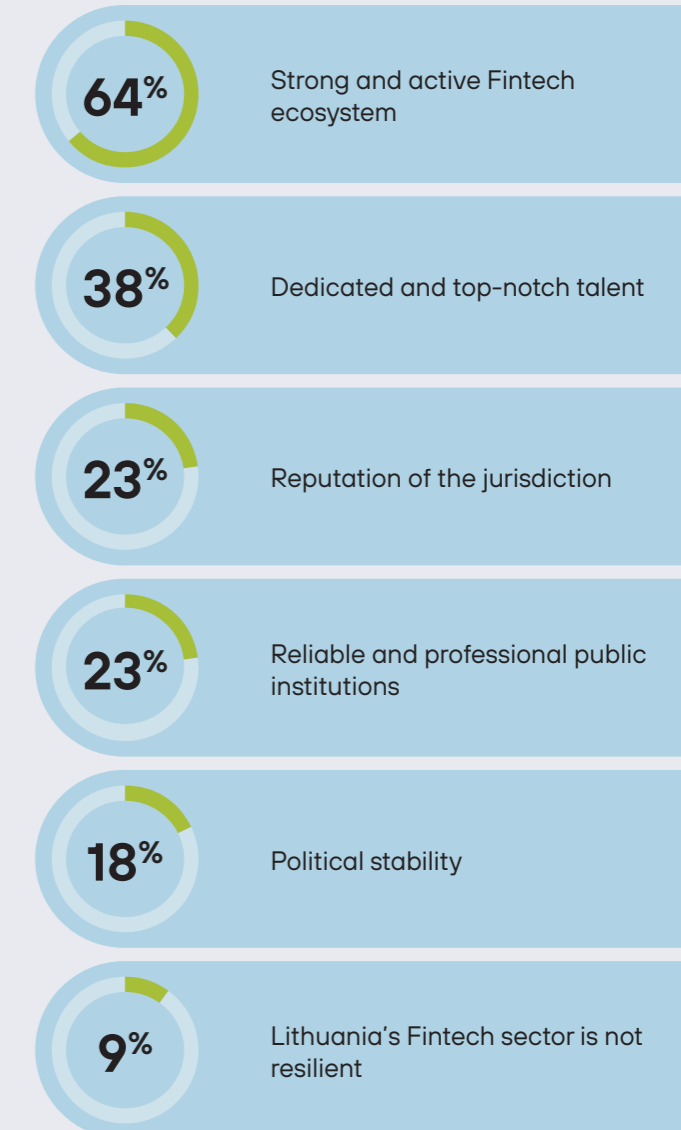 64%
Strong and active Fintech
ecosystem
38%
Dedicated and top-notch talent
23%
Reputation of the jurisdiction
23%
Reliable and professional public
institutions
18%
Political stability
9%
Lithuania's Fintech sector is not
resilient